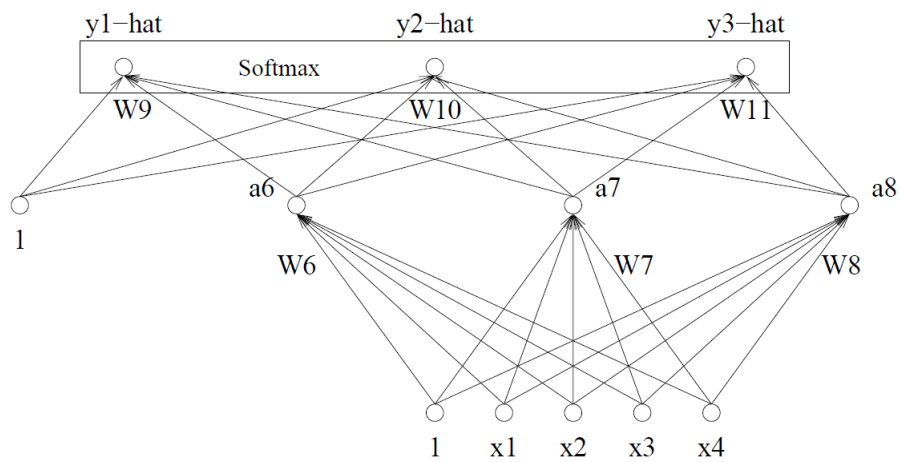 y1-hat y2-hat y3-hat
Softmax
W9 W10 W11
a6 a7 a8
1
W6 W7 W8
1 x1 x2 x3 x4